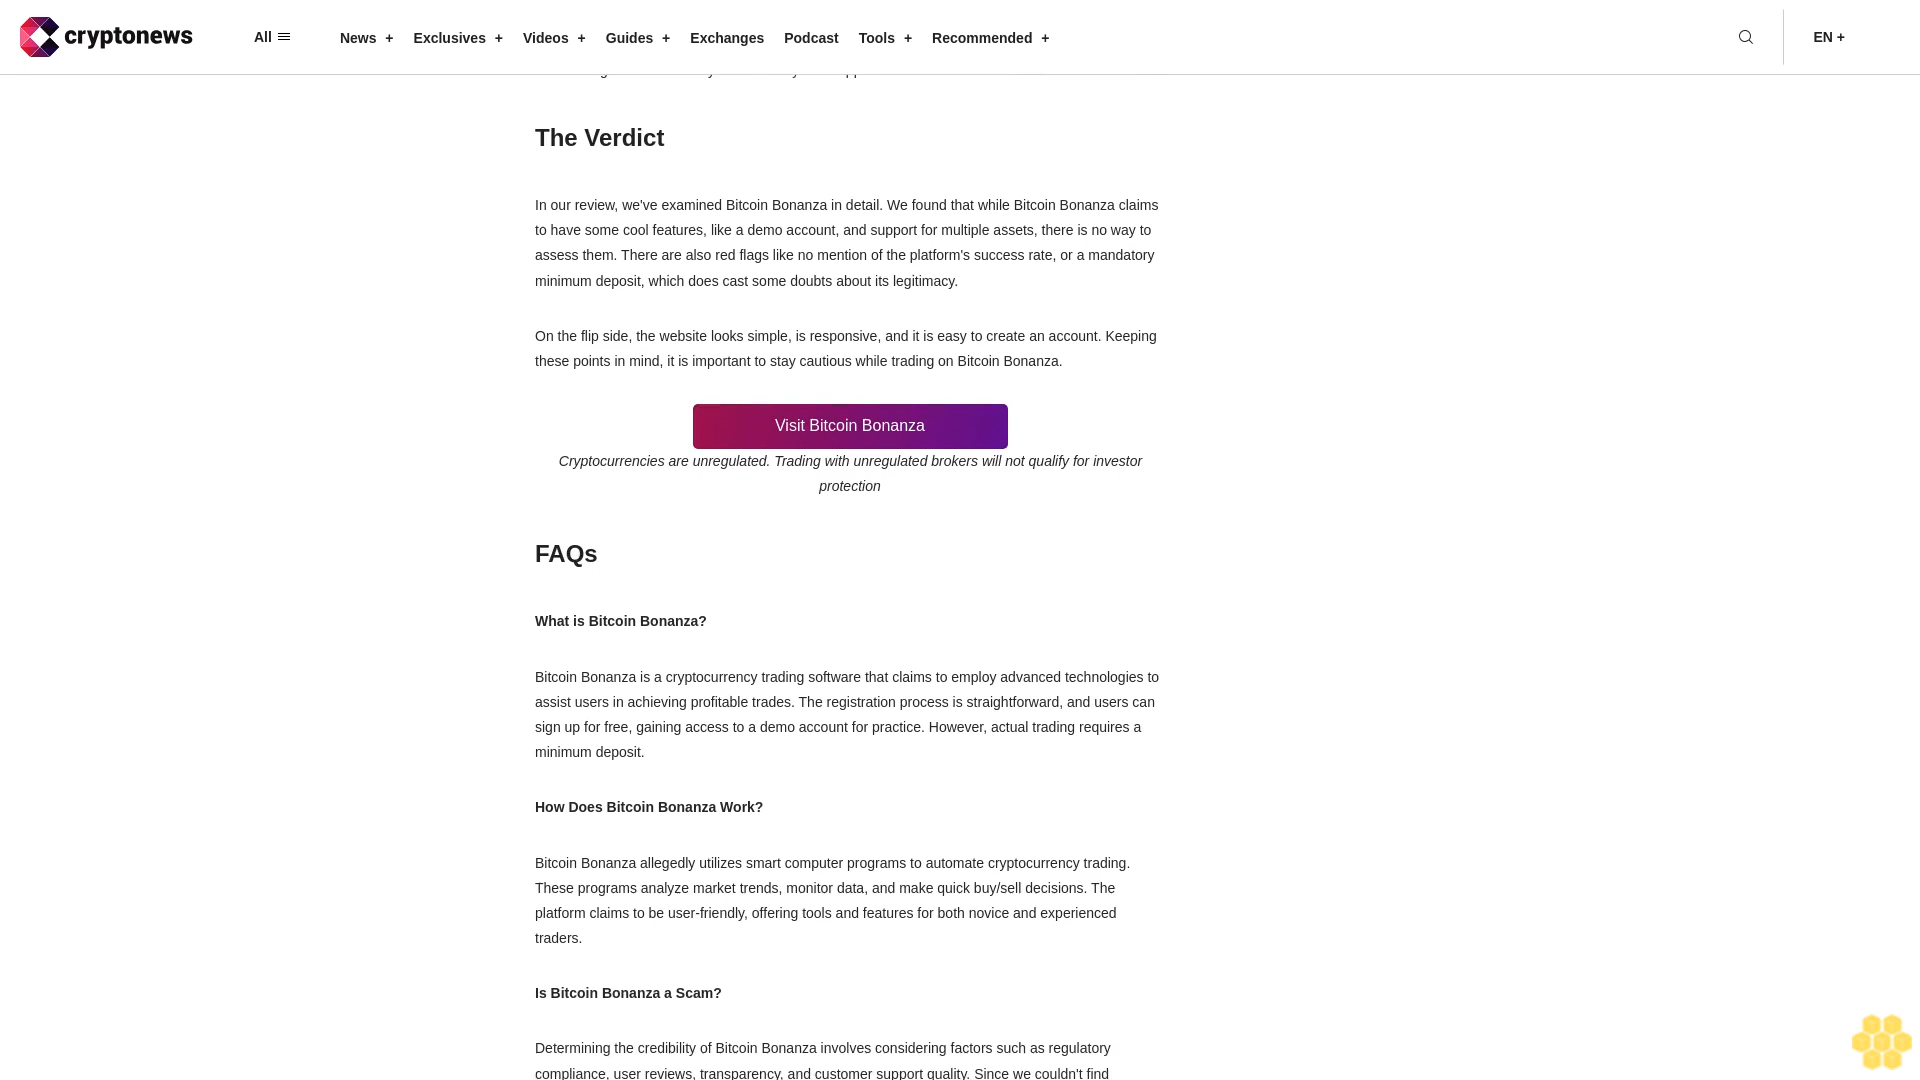 cryptonews
All
News +
Exclusives +
Videos +
Guides +
Exchanges
Podcast
Tools +
Recommended +
EN +
The Verdict
In our review, we've examined Bitcoin Bonanza in detail. We found that while Bitcoin Bonanza claims
to have some cool features, like a demo account, and support for multiple assets, there is no way to
assess them. There are also red flags like no mention of the platform's success rate, or a mandatory
minimum deposit, which does cast some doubts about its legitimacy.
On the flip side, the website looks simple, is responsive, and it is easy to create an account. Keeping
these points in mind, it is important to stay cautious while trading on Bitcoin Bonanza.
Visit Bitcoin Bonanza
Cryptocurrencies are unregulated. Trading with unregulated brokers will not qualify for investor
protection
FAQs
What is Bitcoin Bonanza?
Bitcoin Bonanza is a cryptocurrency trading software that claims to employ advanced technologies to
assist users in achieving profitable trades. The registration process is straightforward, and users can
sign up for free, gaining access to a demo account for practice. However, actual trading requires a
minimum deposit.
How Does Bitcoin Bonanza Work?
Bitcoin Bonanza allegedly utilizes smart computer programs to automate cryptocurrency trading.
These programs analyze market trends, monitor data, and make quick buy/sell decisions. The
platform claims to be user-friendly, offering tools and features for both novice and experienced
traders.
Is Bitcoin Bonanza a Scam?
Determining the credibility of Bitcoin Bonanza involves considering factors such as regulatory
compliance, user reviews, transparency, and customer support quality. Since we couldn't find